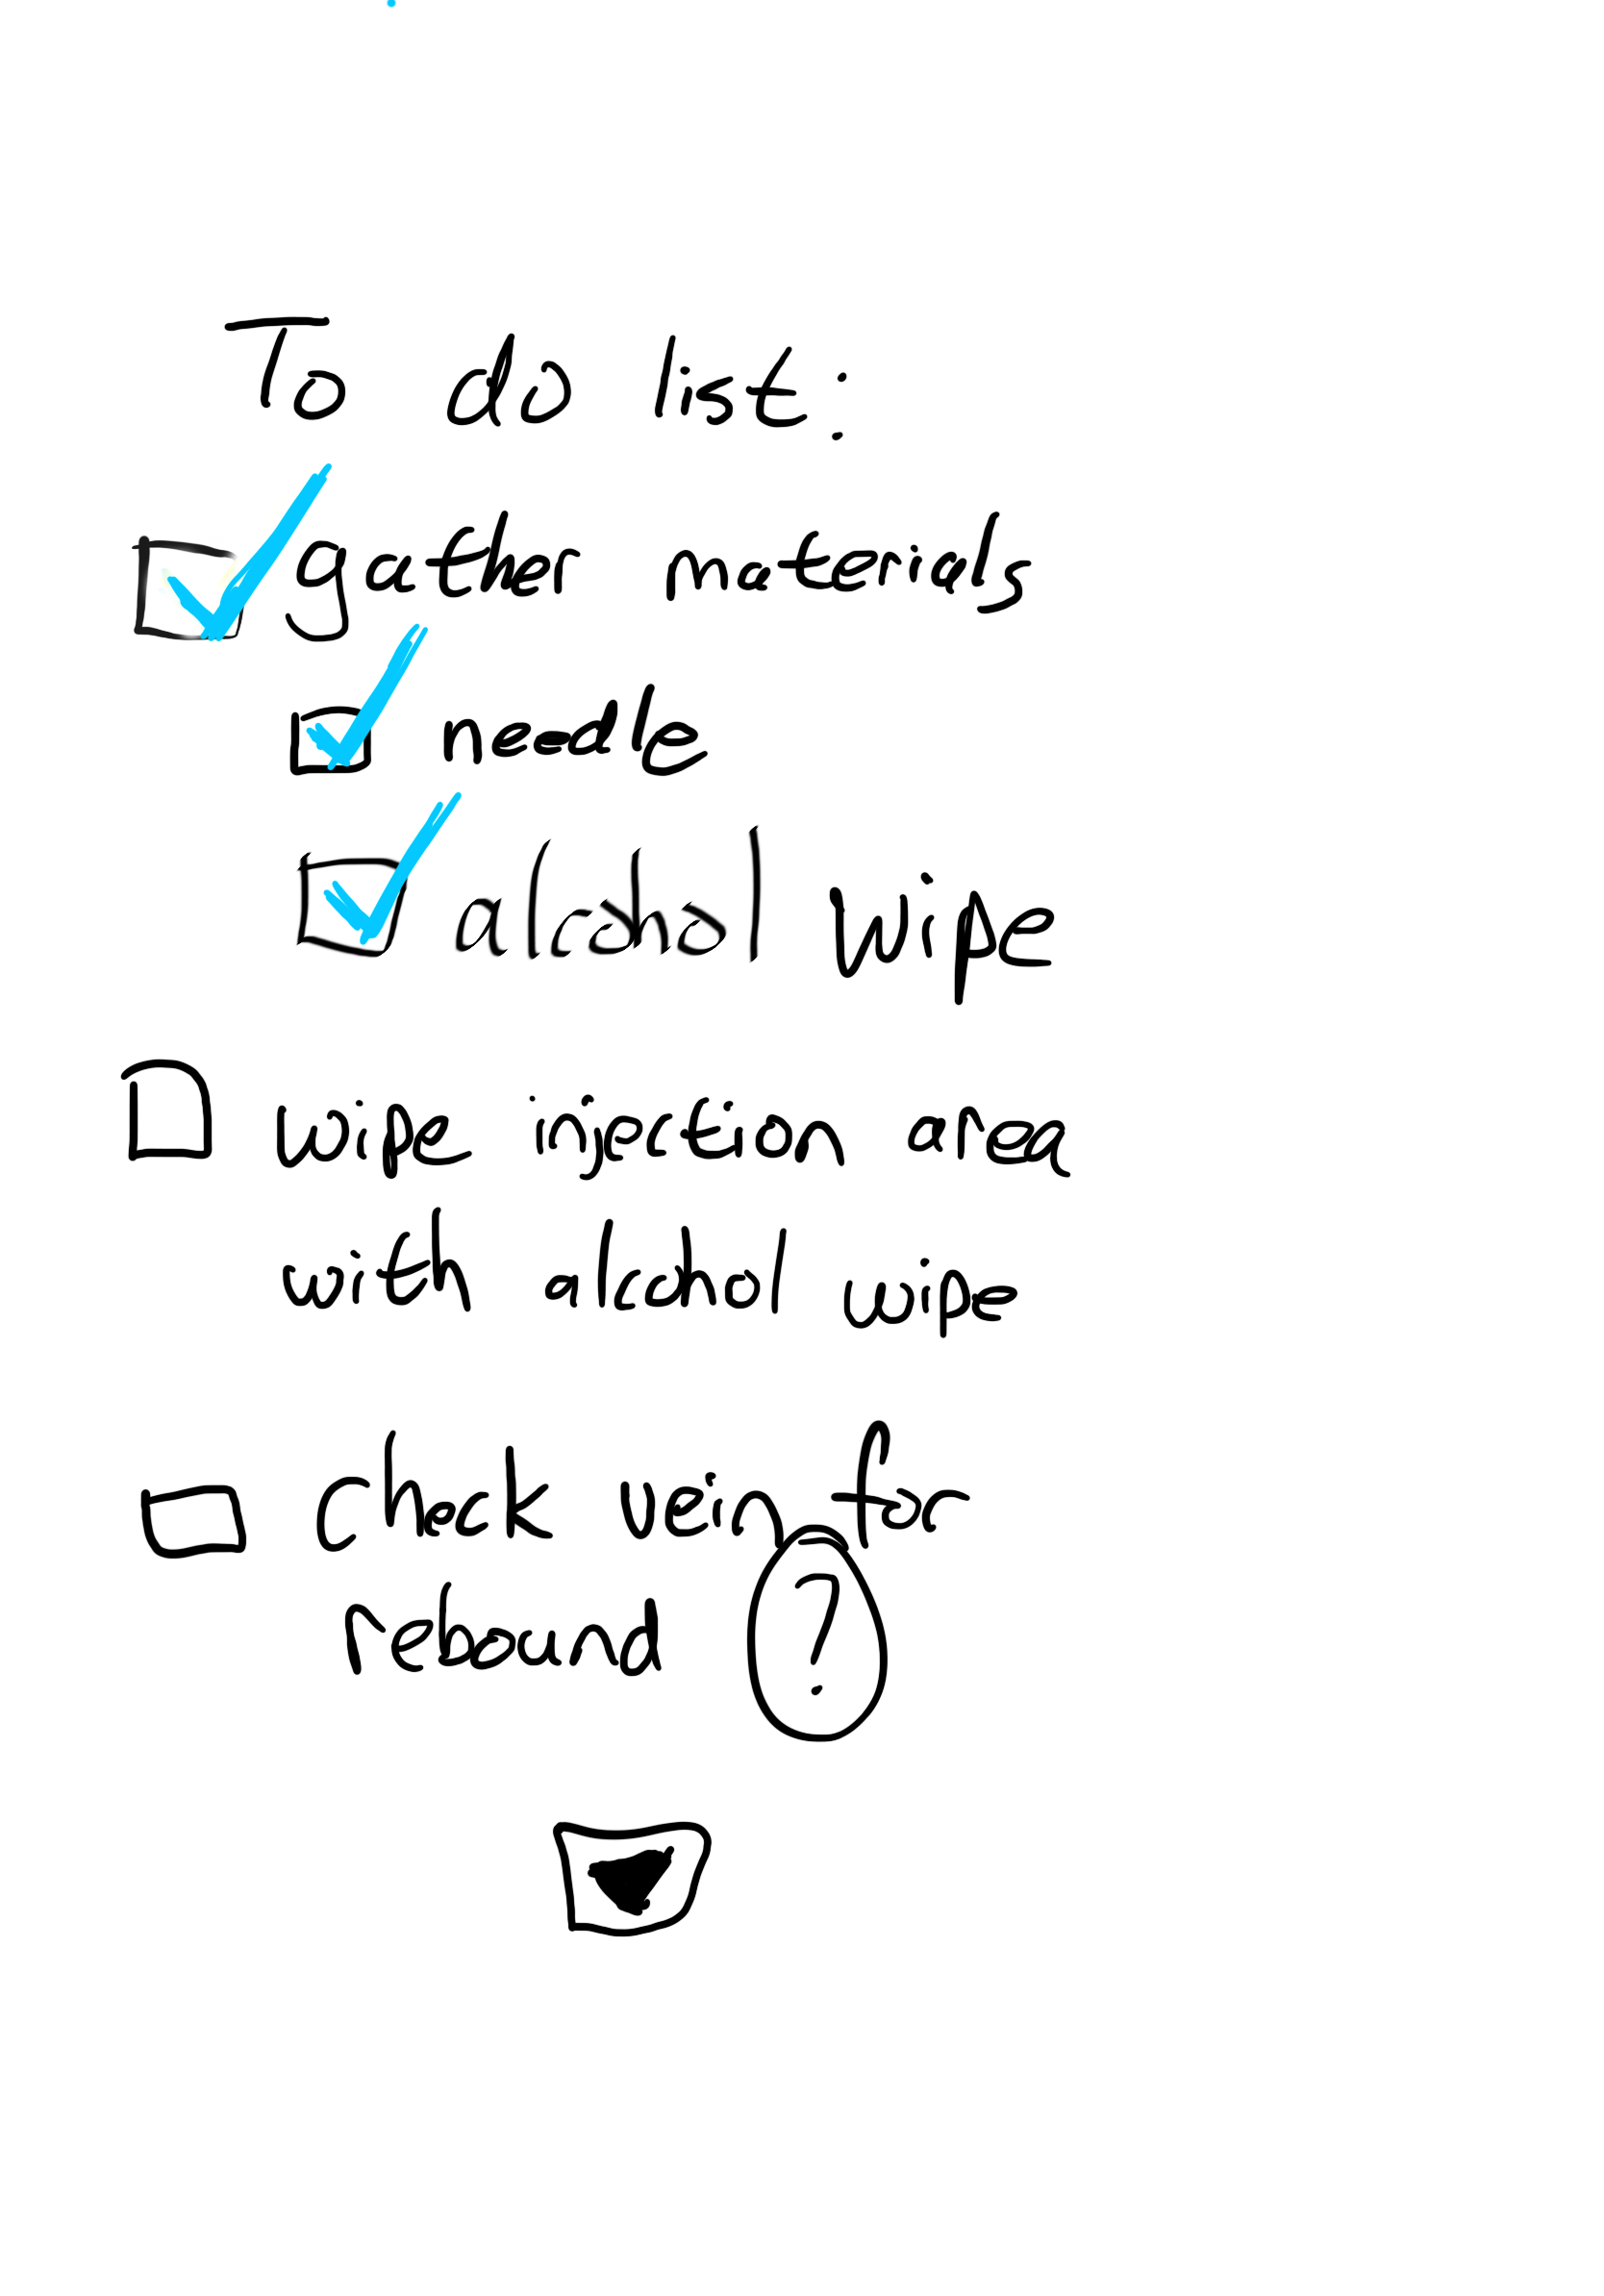 To do list:
gather materials
needle
alcohol wipe
wipe injection area
with alcohol wipe
check vein for
rebound ?